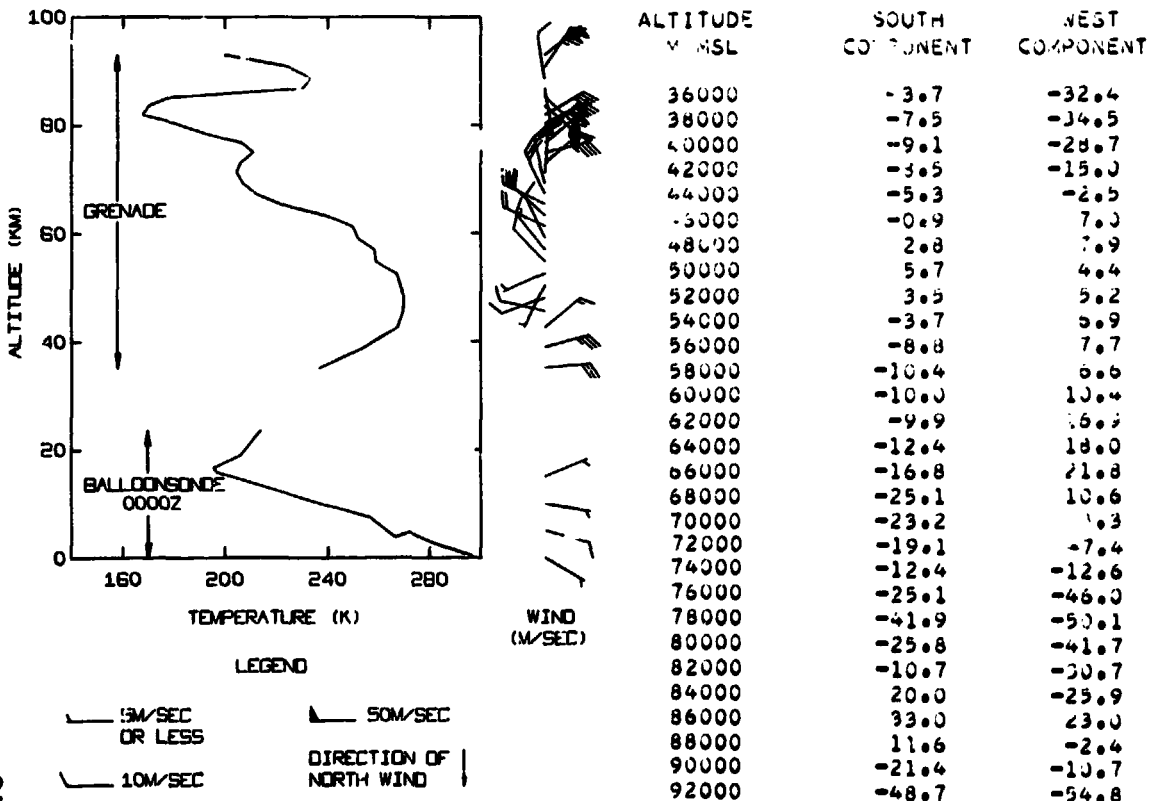 100
80
60
40
20
0
ALTITUDE (KM)
GRENADE
BALLOONSONDE
0000Z
160 200 240 280
TEMPERATURE (K)
WIND
(M/SEC)
LEGEND
5M/SEC
OR LESS
10M/SEC
50M/SEC
DIRECTION OF
NORTH WIND
ALTITUDE SOUTH WEST
M MSL COMPONENT COMPONENT
36000 -3.7 -32.4
38000 -7.5 -34.5
40000 -9.1 -28.7
42000 -3.5 -15.0
44000 -5.3 -2.5
-0.9 7.0
48000 2.8 7.9
50000 5.7 4.4
52000 3.5 5.2
54000 -3.7
56000 -8.8 7.7
58000 -10.4 6.6
60000 -10.0 10.4
62000 -9.9
64000 -12.4 18.0
66000 -16.8 21.8
68000 -25.1 10.6
70000 -23.2
72000 -19.1 -7.4
74000 -12.4 -12.6
76000 -25.1 -46.0
78000 -41.9 -50.1
80000 -25.8 -41.7
82000 -10.7 -30.7
84000 20.0 -25.9
86000 33.0 23.0
88000 11.6 -2.4
90000 -21.4 -10.7
92000 -48.7 -54.8